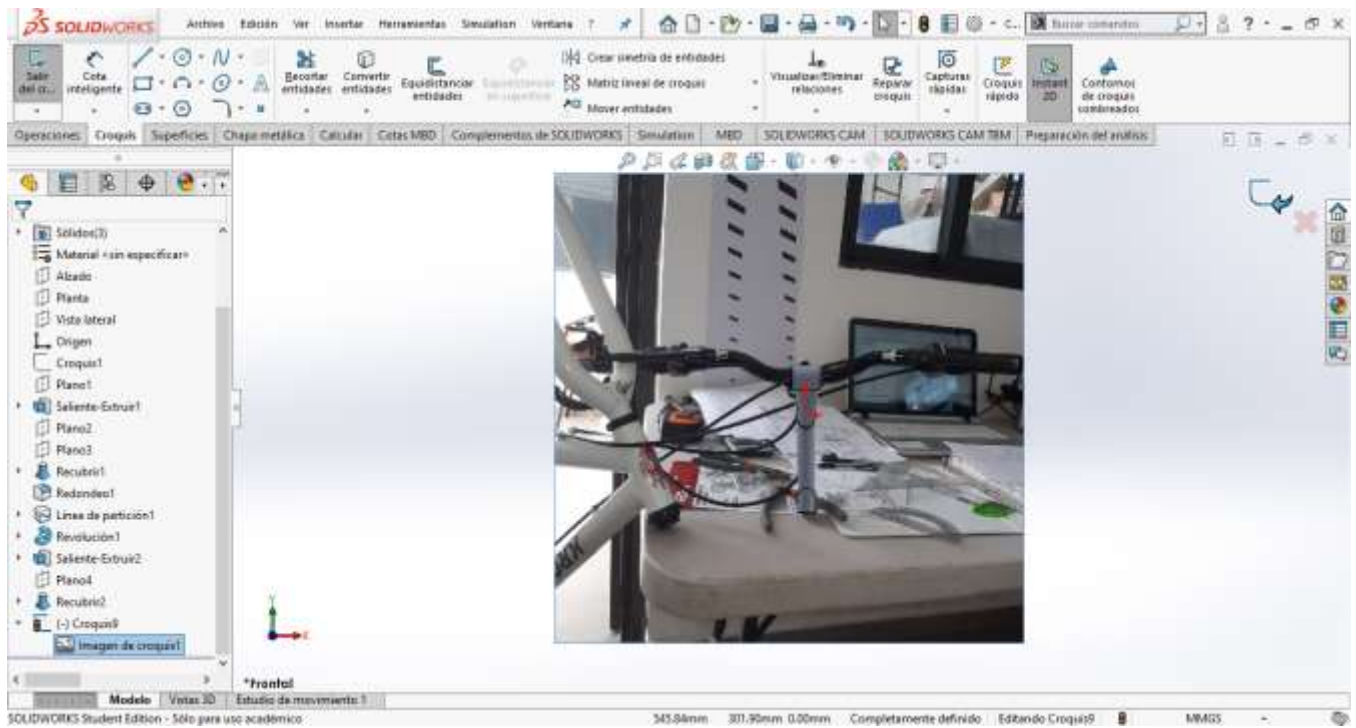 SOLIDWORKS
Archivo Edición Ver Insertar Herramientas Simulation Ventana ?
Buscar comandos
Salir del cr...
Cota inteligente
Recortar entidades
Convertir entidades
Equidistanciar entidades
Crear simetría de entidades
Matriz lineal de croquis
Mover entidades
Visualizar/Eliminar relaciones
Reparar croquis
Capturas rápidas
Croquis rápido
Instant 2D
Contornos de croquis sombreados
Operaciones Croquis Superficies Chapa metálica Calcular Cotas MBD Complementos de SOLIDWORKS Simulation MBD SOLIDWORKS CAM SOLIDWORKS CAM TBM Preparación del análisis
Sólidos(3)
Material <sin especificar>
Alzado
Planta
Vista lateral
Origen
Croquis1
Plano1
Saliente-Extruir1
Plano2
Plano3
Recubrir1
Redondeo1
Línea de partición1
Revolución1
Saliente-Extruir2
Plano4
Recubrir2
(-) Croquis9
Imagen de croquis1
Y
X
*Frontal
Modelo Vistas 3D Estudio de movimiento 1
SOLIDWORKS Student Edition - Sólo para uso académico
545.84mm 301.90mm 0.00mm Completamente definido Editando Croquis9 MMGS